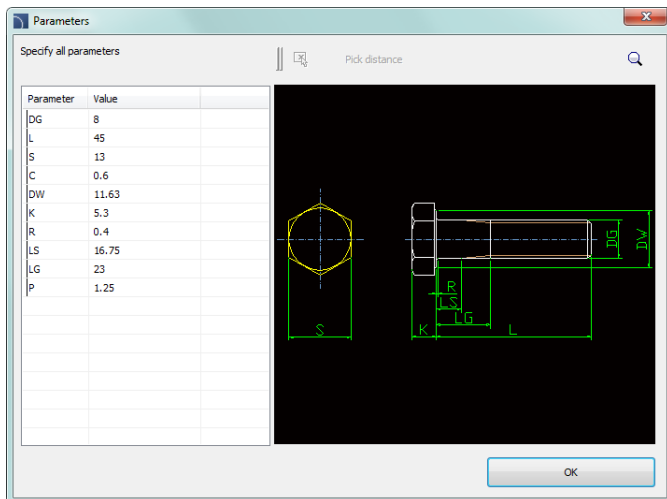 Parameters
Specify all parameters
Pick distance
Parameter Value
DG 8
L 45
S 13
C 0.6
DW 11.63
K 5.3
R 0.4
LS 16.75
LG 23
P 1.25
DG
DW
R
LS
LG
S
K
L
OK